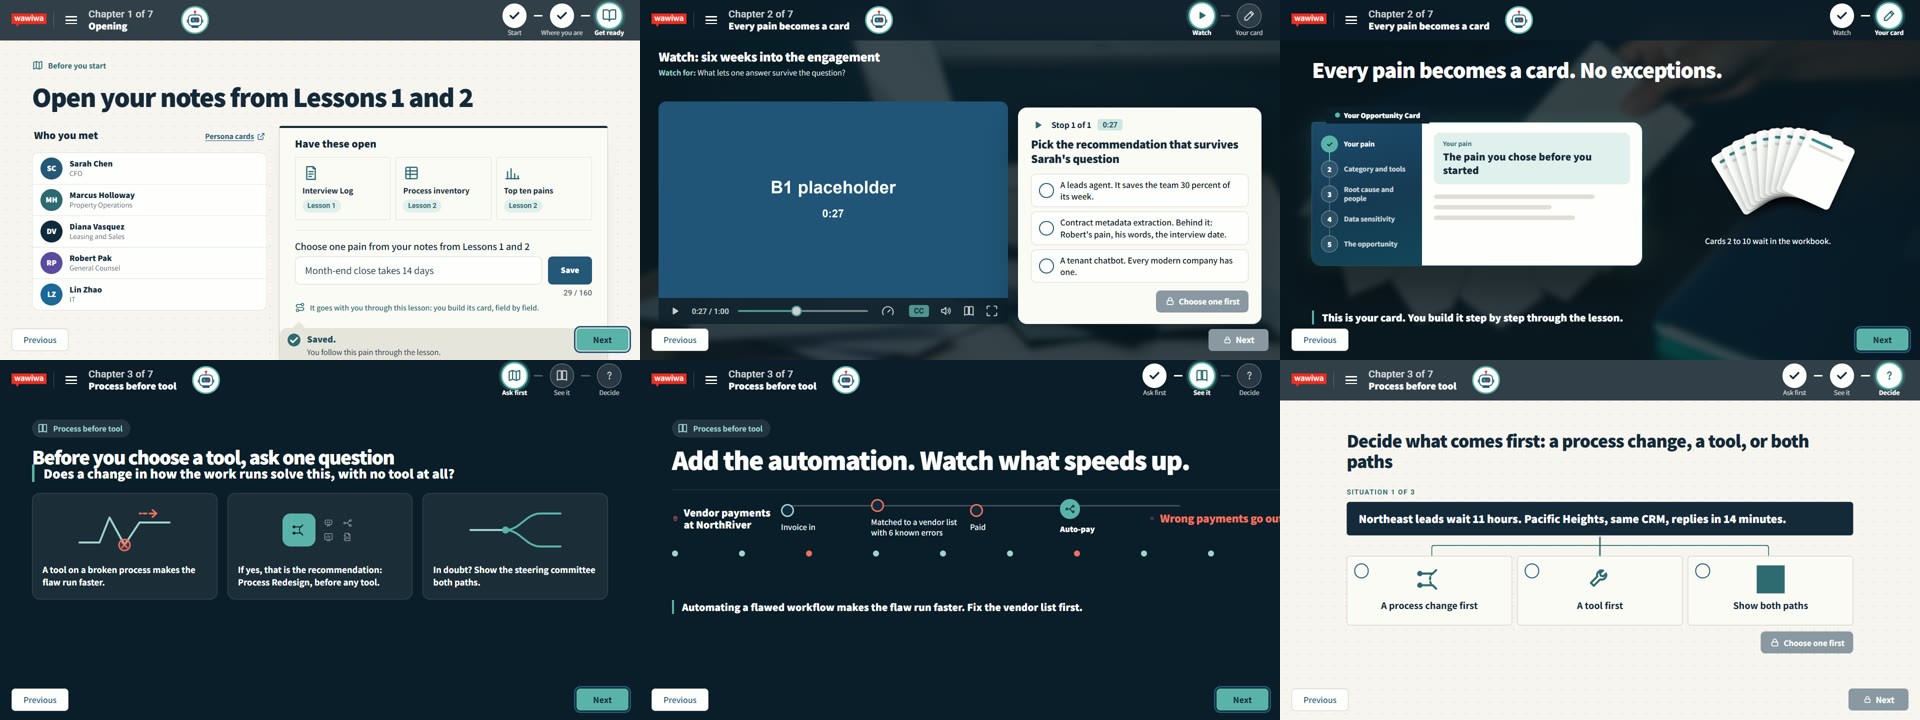 wawiwa
Chapter 1 of 7
Opening
Start
Where you are
Get ready
Before you start
Open your notes from Lessons 1 and 2
Who you met
Persona cards
SC
Sarah Chen
CFO
MH
Marcus Holloway
Property Operations
DV
Diana Vasquez
Leasing and Sales
RP
Robert Pak
General Counsel
LZ
Lin Zhao
IT
Have these open
Interview Log
Lesson 1
Process inventory
Lesson 2
Top ten pains
Lesson 2
Choose one pain from your notes from Lessons 1 and 2
Month-end close takes 14 days
Save
29 / 160
It goes with you through this lesson: you build its card, field by field.
Saved.
You follow this pain through the lesson.
Previous
Next
wawiwa
Chapter 2 of 7
Every pain becomes a card
Watch
Your card
Watch: six weeks into the engagement
Watch for: What lets one answer survive the question?
B1 placeholder
0:27
0:27 / 1:00
CC
Stop 1 of 1
0:27
Pick the recommendation that survives
Sarah's question
A leads agent. It saves the team 30 percent of
its week.
Contract metadata extraction. Behind it:
Robert's pain, his words, the interview date.
A tenant chatbot. Every modern company has
one.
Choose one first
Previous
Next
wawiwa
Chapter 2 of 7
Every pain becomes a card
Watch
Your card
Every pain becomes a card. No exceptions.
Your Opportunity Card
Your pain
2
Category and tools
3
Root cause and
people
4
Data sensitivity
5
The opportunity
Your pain
The pain you chose before you
started
Cards 2 to 10 wait in the workbook.
This is your card. You build it step by step through the lesson.
Previous
Next
wawiwa
Chapter 3 of 7
Process before tool
Ask first
See it
?
Decide
Process before tool
Before you choose a tool, ask one question
Does a change in how the work runs solve this, with no tool at all?
A tool on a broken process makes the
flaw run faster.
If yes, that is the recommendation:
Process Redesign, before any tool.
In doubt? Show the steering committee
both paths.
Previous
Next
wawiwa
Chapter 3 of 7
Process before tool
Ask first
See it
?
Decide
Process before tool
Add the automation. Watch what speeds up.
Vendor payments
at NorthRiver
Invoice in
Matched to a vendor list
with 6 known errors
Paid
Auto-pay
Wrong payments go out
Automating a flawed workflow makes the flaw run faster. Fix the vendor list first.
Previous
Next
wawiwa
Chapter 3 of 7
Process before tool
Ask first
See it
?
Decide
Decide what comes first: a process change, a tool, or both
paths
SITUATION 1 OF 3
Northeast leads wait 11 hours. Pacific Heights, same CRM, replies in 14 minutes.
A process change first
A tool first
Show both paths
Choose one first
Previous
Next